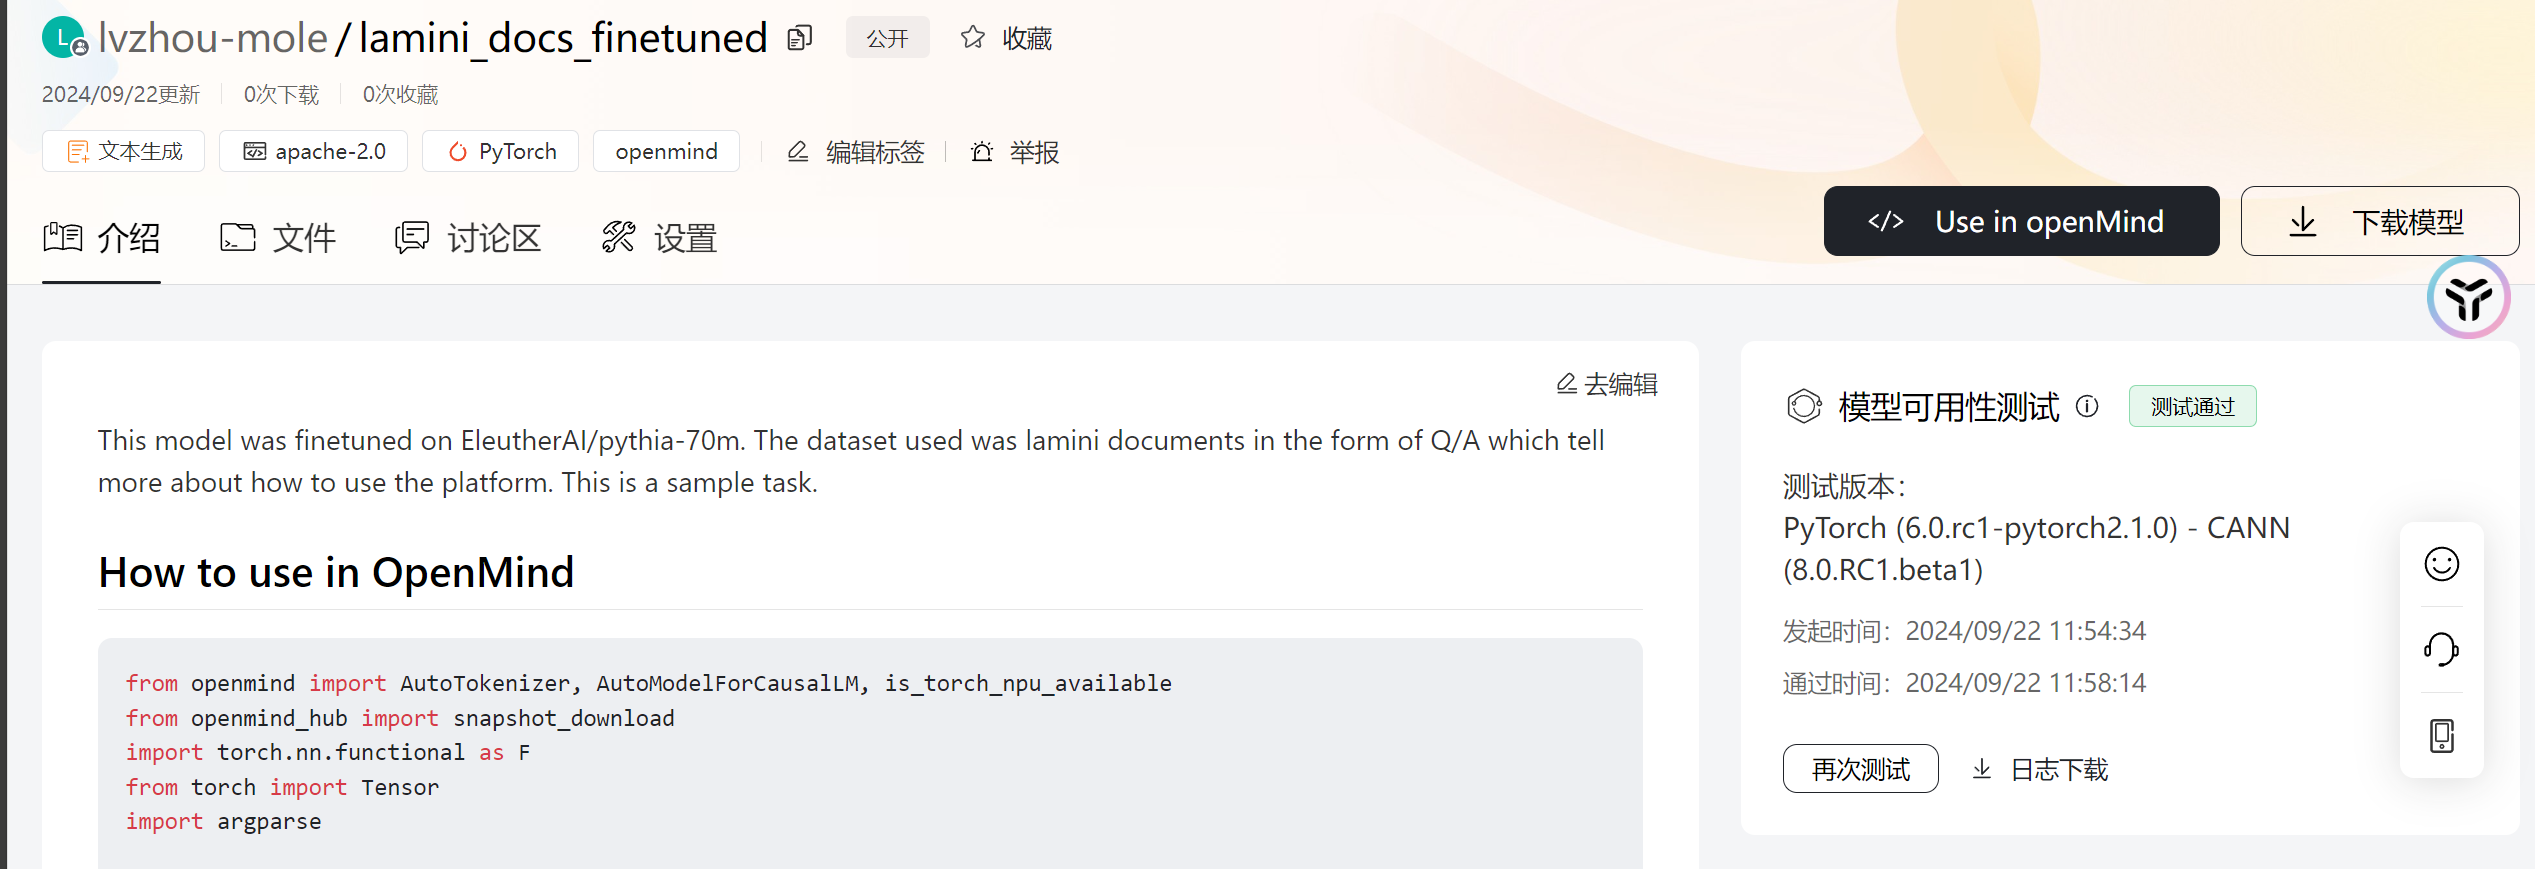 L lvzhou-mole / lamini_docs_finetuned 公开 收藏
2024/09/22更新 0次下载 0次收藏
文本生成 apache-2.0 PyTorch openmind 编辑标签 举报
介绍 文件 讨论区 设置
</> Use in openMind 下载模型
去编辑
This model was finetuned on EleutherAI/pythia-70m. The dataset used was lamini documents in the form of Q/A which tell
more about how to use the platform. This is a sample task.
How to use in OpenMind
from openmind import AutoTokenizer, AutoModelForCausalLM, is_torch_npu_available
from openmind_hub import snapshot_download
import torch.nn.functional as F
from torch import Tensor
import argparse
模型可用性测试 测试通过
测试版本：
PyTorch (6.0.rc1-pytorch2.1.0) - CANN
(8.0.RC1.beta1)
发起时间：2024/09/22 11:54:34
通过时间：2024/09/22 11:58:14
再次测试 日志下载